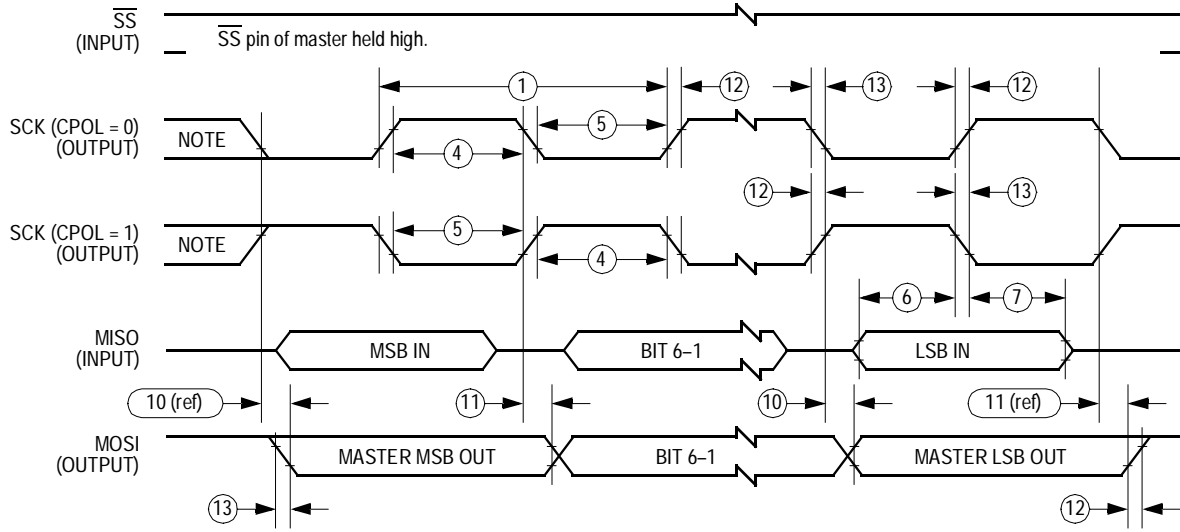 SS
(INPUT)
SS pin of master held high.
1
12
13
12
SCK (CPOL = 0)
(OUTPUT)
NOTE
5
4
12
13
SCK (CPOL = 1)
(OUTPUT)
NOTE
5
4
6
7
MISO
(INPUT)
MSB IN
BIT 6–1
LSB IN
10 (ref)
11
10
11 (ref)
MOSI
(OUTPUT)
MASTER MSB OUT
BIT 6–1
MASTER LSB OUT
13
12